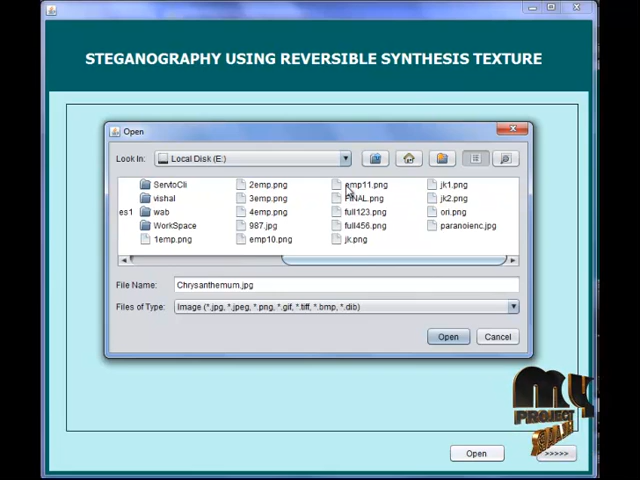 STEGANOGRAPHY USING REVERSIBLE SYNTHESIS TEXTURE
Open
Look In: Local Disk (E:)
ServtoCli 2emp.png emp11.png jk1.png
vishal 3emp.png FINAL.png jk2.png
es1 wab 4emp.png full123.png ori.png
WorkSpace 987.jpg full456.png paranoienc.jpg
1emp.png emp10.png jk.png
File Name: Chrysanthemum.jpg
Files of Type: Image (*.jpg, *.jpeg, *.png, *.gif, *.tiff, *.bmp, *.dib)
Open Cancel
MY
PROJECT
Open >>>>>